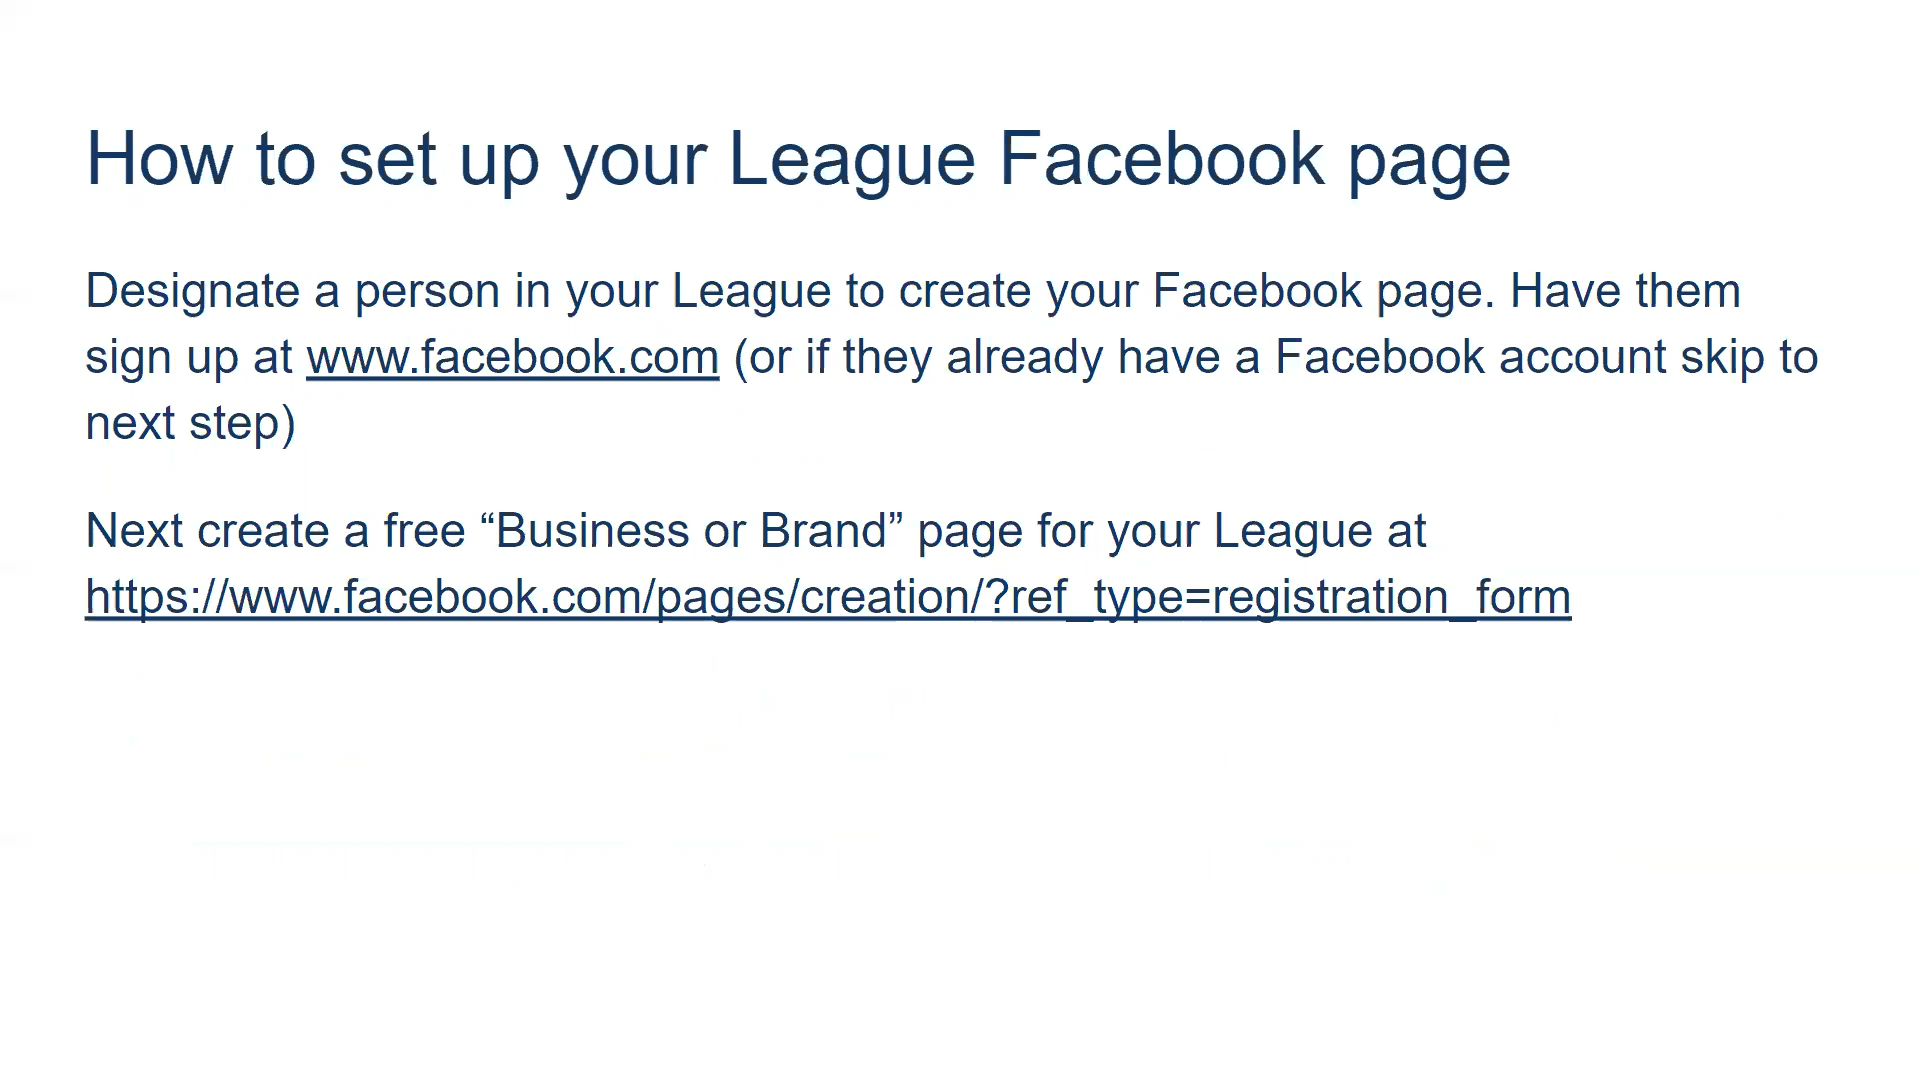 How to set up your League Facebook page
Designate a person in your League to create your Facebook page. Have them
sign up at www.facebook.com (or if they already have a Facebook account skip to
next step)
Next create a free “Business or Brand” page for your League at
https://www.facebook.com/pages/creation/?ref_type=registration_form